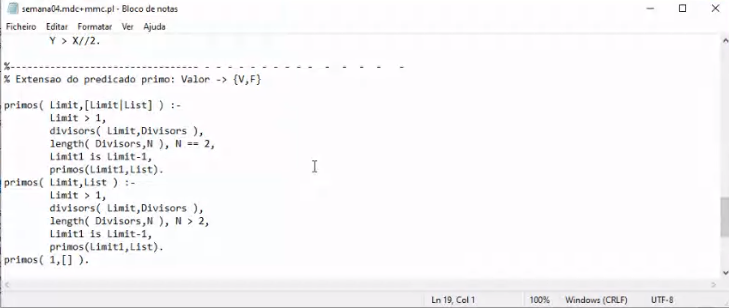 semana04.mdc+mmc.pl - Bloco de notas
Ficheiro Editar Formatar Ver Ajuda
Y > X//2.
%-------------------------------- - - - - - - - - - - - - - - -
% Extensao do predicado primo: Valor -> {V,F}
primos( Limit,[Limit|List] ) :-
Limit > 1,
divisors( Limit,Divisors ),
length( Divisors,N ), N == 2,
Limit1 is Limit-1,
primos(Limit1,List).
primos( Limit,List ) :-
Limit > 1,
divisors( Limit,Divisors ),
length( Divisors,N ), N > 2,
Limit1 is Limit-1,
primos(Limit1,List).
primos( 1,[] ).
Ln 19, Col 1 100% Windows (CRLF) UTF-8